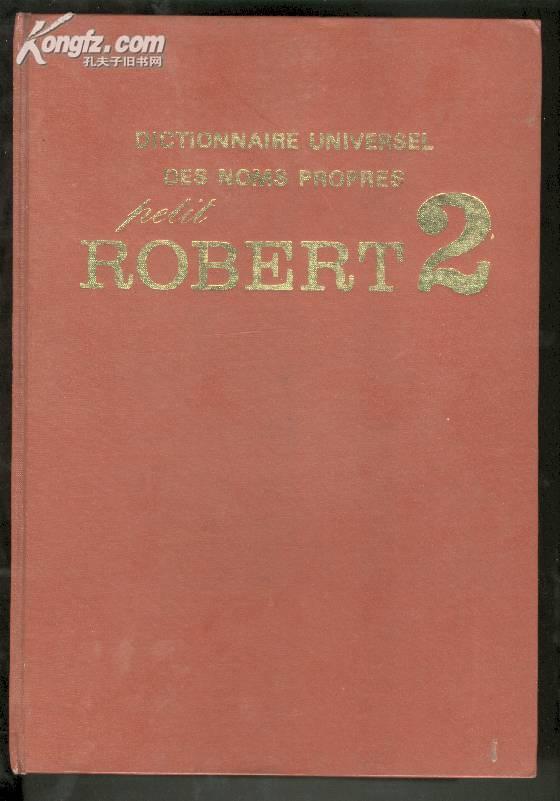 Kongfz.com
孔夫子旧书网
DICTIONNAIRE UNIVERSEL
DES NOMS PROPRES
petit
ROBERT 2